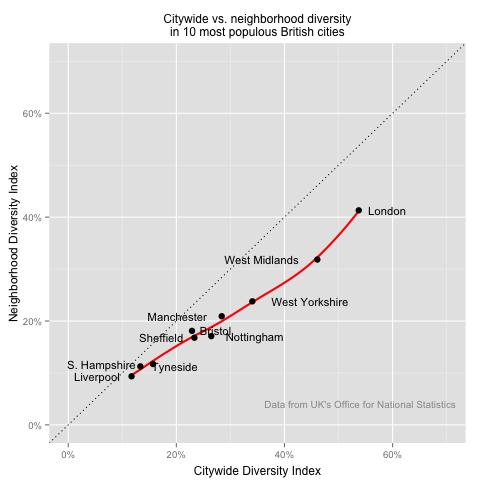 Citywide vs. neighborhood diversity
in 10 most populous British cities
60%
40%
20%
0%
Neighborhood Diversity Index
London
West Midlands
West Yorkshire
Manchester
Bristol
Sheffield
Nottingham
S. Hampshire
Tyneside
Liverpool
Data from UK's Office for National Statistics
0%
20%
40%
60%
Citywide Diversity Index